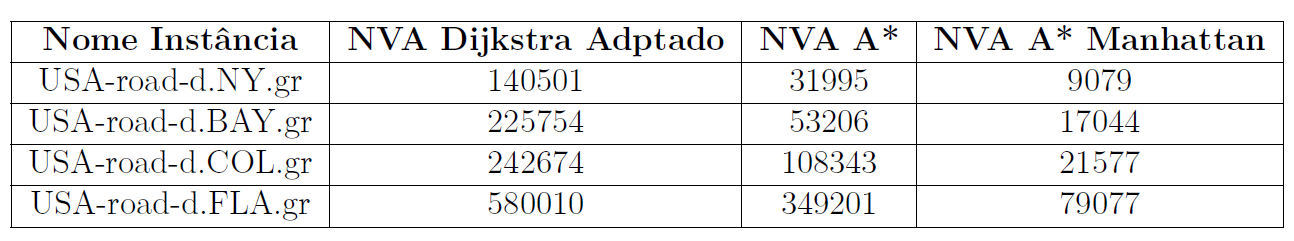 Nome Instância NVA Dijkstra Adptado NVA A* NVA A* Manhattan
USA-road-d.NY.gr 140501 31995 9079
USA-road-d.BAY.gr 225754 53206 17044
USA-road-d.COL.gr 242674 108343 21577
USA-road-d.FLA.gr 580010 349201 79077